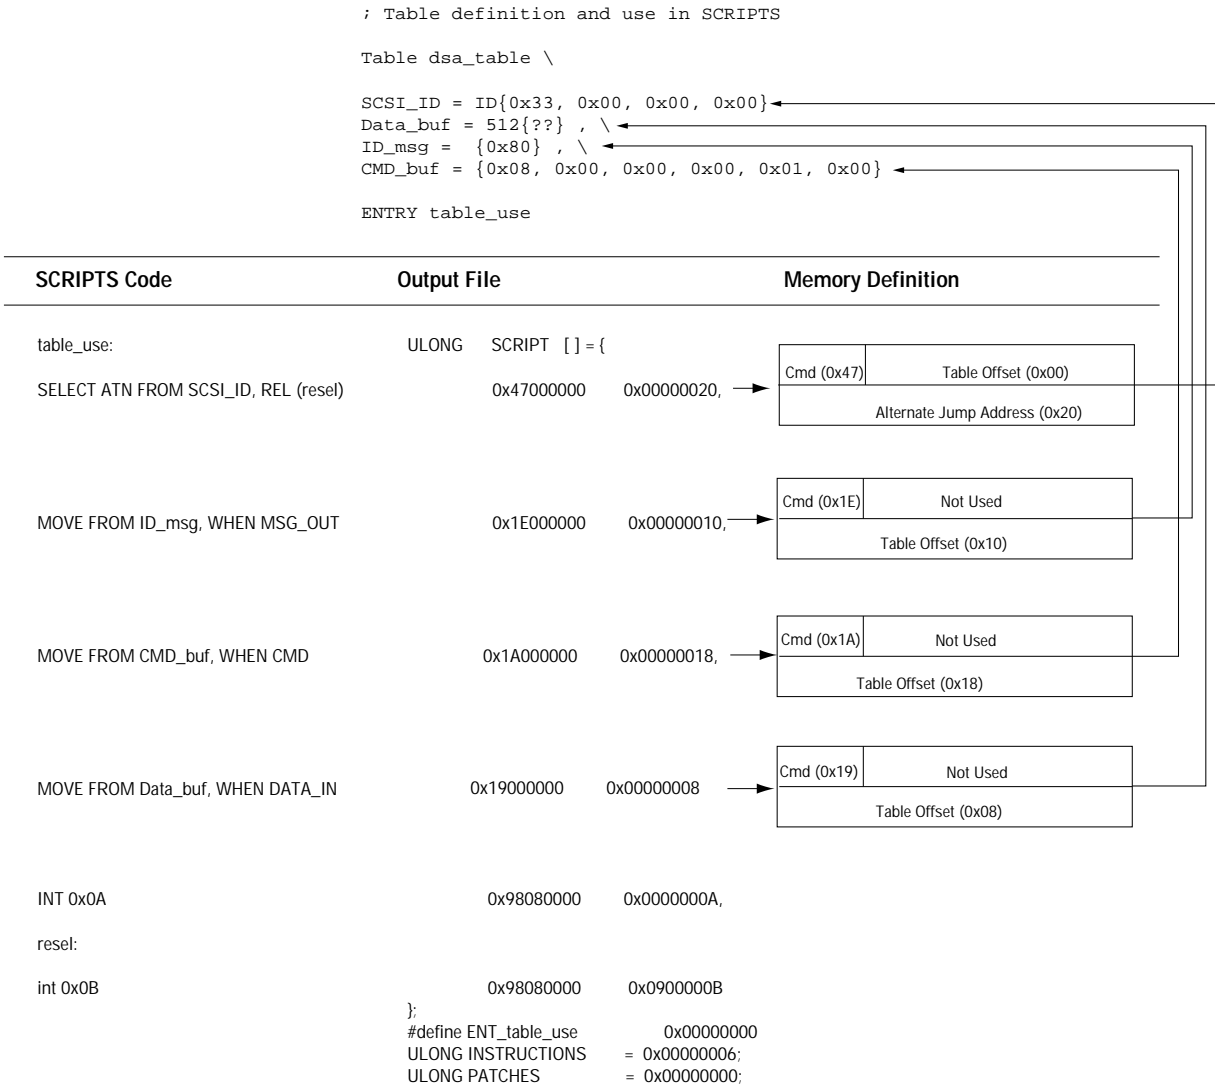 ; Table definition and use in SCRIPTS
Table dsa_table \
SCSI_ID = ID{0x33, 0x00, 0x00, 0x00}
Data_buf = 512{??} , \
ID_msg = {0x80} , \
CMD_buf = {0x08, 0x00, 0x00, 0x00, 0x01, 0x00}
ENTRY table_use
SCRIPTS Code Output File Memory Definition
table_use: ULONG SCRIPT [ ] = {
Cmd (0x47) Table Offset (0x00)
SELECT ATN FROM SCSI_ID, REL (resel) 0x47000000 0x00000020,
Alternate Jump Address (0x20)
Cmd (0x1E) Not Used
MOVE FROM ID_msg, WHEN MSG_OUT 0x1E000000 0x00000010,
Table Offset (0x10)
Cmd (0x1A) Not Used
MOVE FROM CMD_buf, WHEN CMD 0x1A000000 0x00000018,
Table Offset (0x18)
Cmd (0x19) Not Used
MOVE FROM Data_buf, WHEN DATA_IN 0x19000000 0x00000008
Table Offset (0x08)
INT 0x0A 0x98080000 0x0000000A,
resel:
int 0x0B 0x98080000 0x0900000B
};
#define ENT_table_use 0x00000000
ULONG INSTRUCTIONS = 0x00000006;
ULONG PATCHES = 0x00000000;